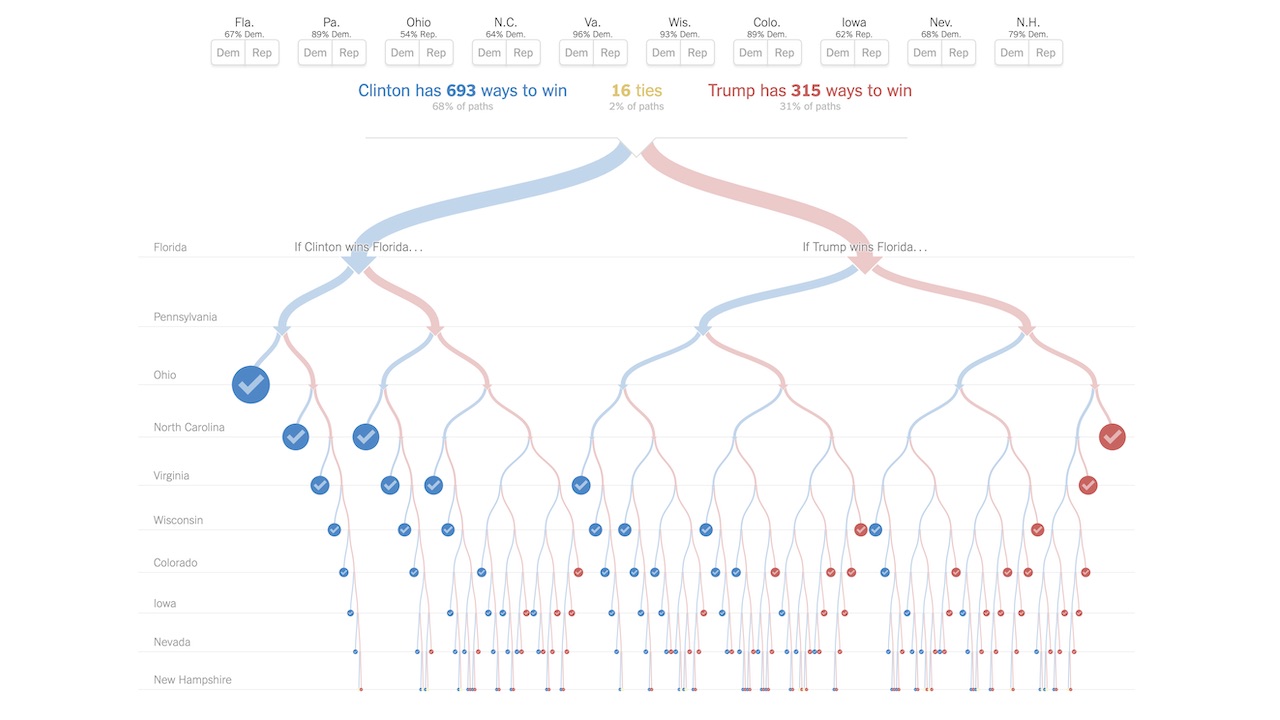 Fla. Pa. Ohio N.C. Va. Wis. Colo. Iowa Nev. N.H.
67% Dem. 89% Dem. 54% Rep. 64% Dem. 96% Dem. 93% Dem. 89% Dem. 62% Rep. 68% Dem. 79% Dem.
Dem Rep Dem Rep Dem Rep Dem Rep Dem Rep Dem Rep Dem Rep Dem Rep Dem Rep Dem Rep
Clinton has 693 ways to win 16 ties Trump has 315 ways to win
68% of paths 2% of paths 31% of paths
Florida If Clinton wins Florida... If Trump wins Florida...
Pennsylvania
Ohio
North Carolina
Virginia
Wisconsin
Colorado
Iowa
Nevada
New Hampshire